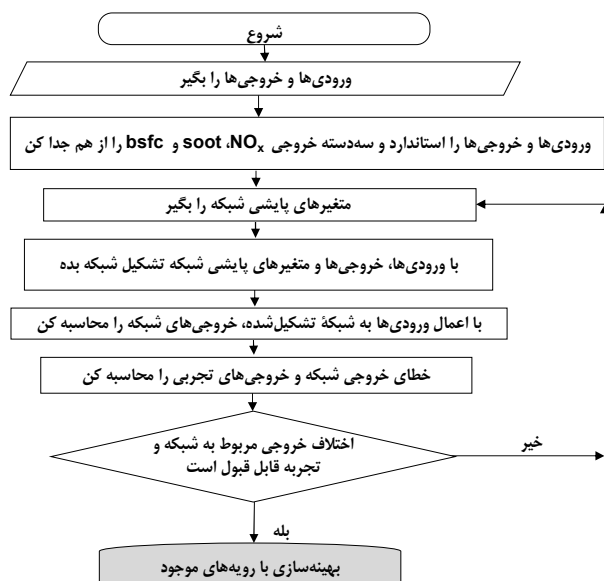 شروع
ورودی‌ها و خروجی‌ها را بگیر
ورودی‌ها و خروجی‌ها را استاندارد و سه‌دسته خروجی NOx، soot و bsfc را از هم جدا کن
متغیرهای پایشی شبکه را بگیر
با ورودی‌ها، خروجی‌ها و متغیرهای پایشی شبکه تشکیل شبکه بده
با اعمال ورودی‌ها به شبکۀ تشکیل‌شده، خروجی‌های شبکه را محاسبه کن
خطای خروجی شبکه و خروجی‌های تجربی را محاسبه کن
اختلاف خروجی مربوط به شبکه و
تجربه قابل قبول است
خیر
بله
بهینه‌سازی با رویه‌های موجود